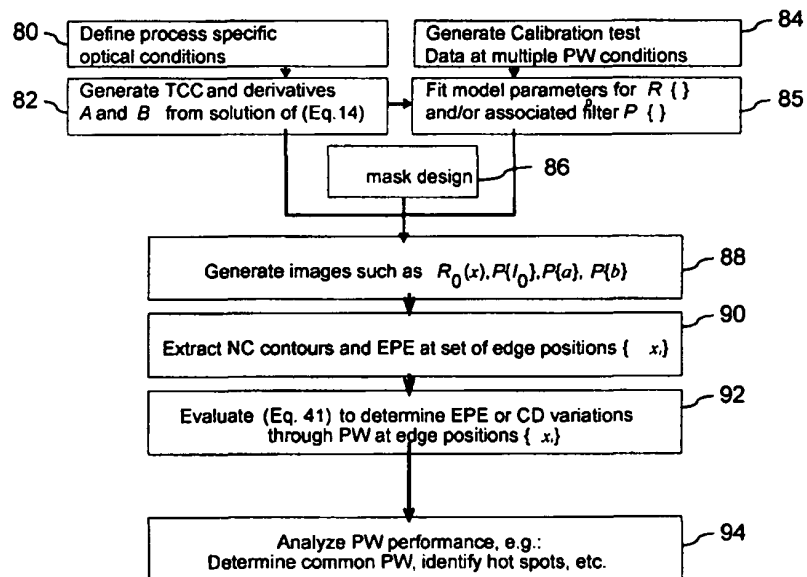 80
Define process specific
optical conditions
Generate Calibration test
Data at multiple PW conditions
84
82
Generate TCC and derivatives
A and B from solution of (Eq.14)
Fit model parameters for R { }
and/or associated filter P { }
85
mask design
86
Generate images such as R0(x),P{I0},P{a}, P{b}
88
Extract NC contours and EPE at set of edge positions { xi}
90
Evaluate (Eq. 41) to determine EPE or CD variations
through PW at edge positions { xi}
92
Analyze PW performance, e.g.:
Determine common PW, identify hot spots, etc.
94